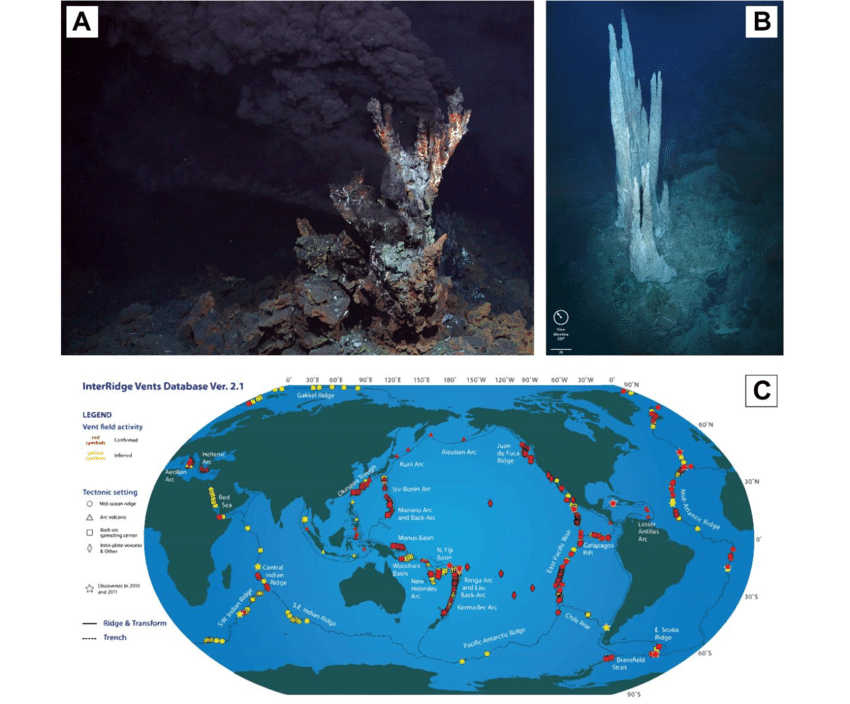 A
B
C
InterRidge Vents Database Ver. 2.1
LEGEND
Vent field activity
red
symbols
Confirmed
yellow
symbols
Inferred
Tectonic setting
Mid-ocean ridge
Arc volcano
Back-arc
spreading center
Intra-plate volcano
& Other
Discoveries in 2010
and 2011
Ridge & Transform
Trench
0°
30°E
60°E
90°E
120°E
150°E
180°
150°W
120°W
90°W
60°W
30°W
0°
90°N
60°N
30°N
0°
30°S
60°S
90°S
Gakkel Ridge
Aeolian
Arc
Hellenic
Arc
Red
Sea
Central
Indian
Ridge
S.W. Indian Ridge
S.E. Indian Ridge
Okinawa Trough
Kuril Arc
Aleutian Arc
Izu-Bonin Arc
Mariana Arc
and Back-Arc
Manus Basin
Woodlark
Basin
N. Fiji
Basin
New
Hebrides
Arc
Tonga Arc
and Lau
Back-Arc
Kermadec Arc
Pacific Antarctic Ridge
Juan
de Fuca
Ridge
East Pacific Rise
Galapagos
Rift
Chile Rise
Lesser
Antilles
Arc
Mid-Atlantic Ridge
E. Scotia
Ridge
Bransfield
Strait